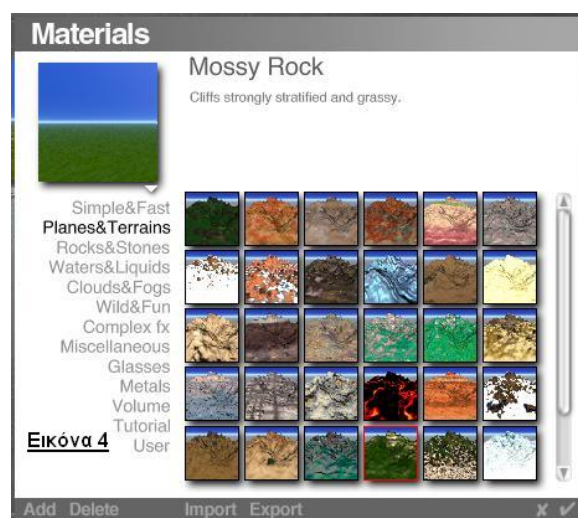 Materials
Mossy Rock
Cliffs strongly stratified and grassy.
Simple&Fast
Planes&Terrains
Rocks&Stones
Waters&Liquids
Clouds&Fogs
Wild&Fun
Complex fx
Miscellaneous
Glasses
Metals
Volume
Tutorial
User
Εικόνα 4
Add Delete Import Export